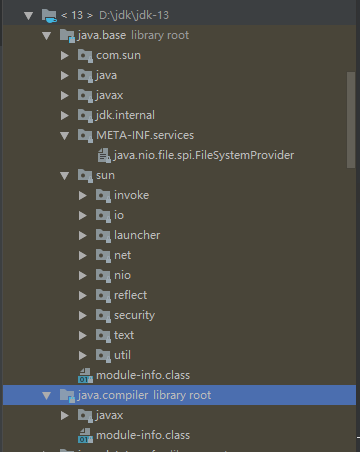 < 13 > D:\jdk\jdk-13
java.base library root
com.sun
java
javax
jdk.internal
META-INF.services
java.nio.file.spi.FileSystemProvider
sun
invoke
io
launcher
net
nio
reflect
security
text
util
module-info.class
java.compiler library root
javax
module-info.class